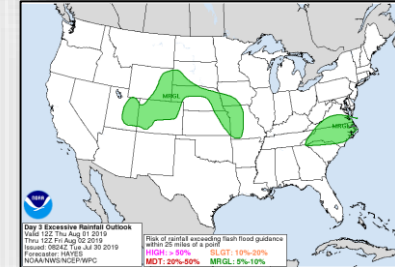 MRGL
MRGL
NOAA
Day 3 Excessive Rainfall Outlook
Valid 12Z Thu Aug 01 2019
Thru 12Z Fri Aug 02 2019
Issued: 0824Z Tue Jul 30 2019
Forecaster: HAYES
NOAA/NWS/NCEP/WPC
Risk of rainfall exceeding flash flood guidance
within 25 miles of a point
HIGH: > 50% SLGT: 10%-20%
MDT: 20%-50% MRGL: 5%-10%